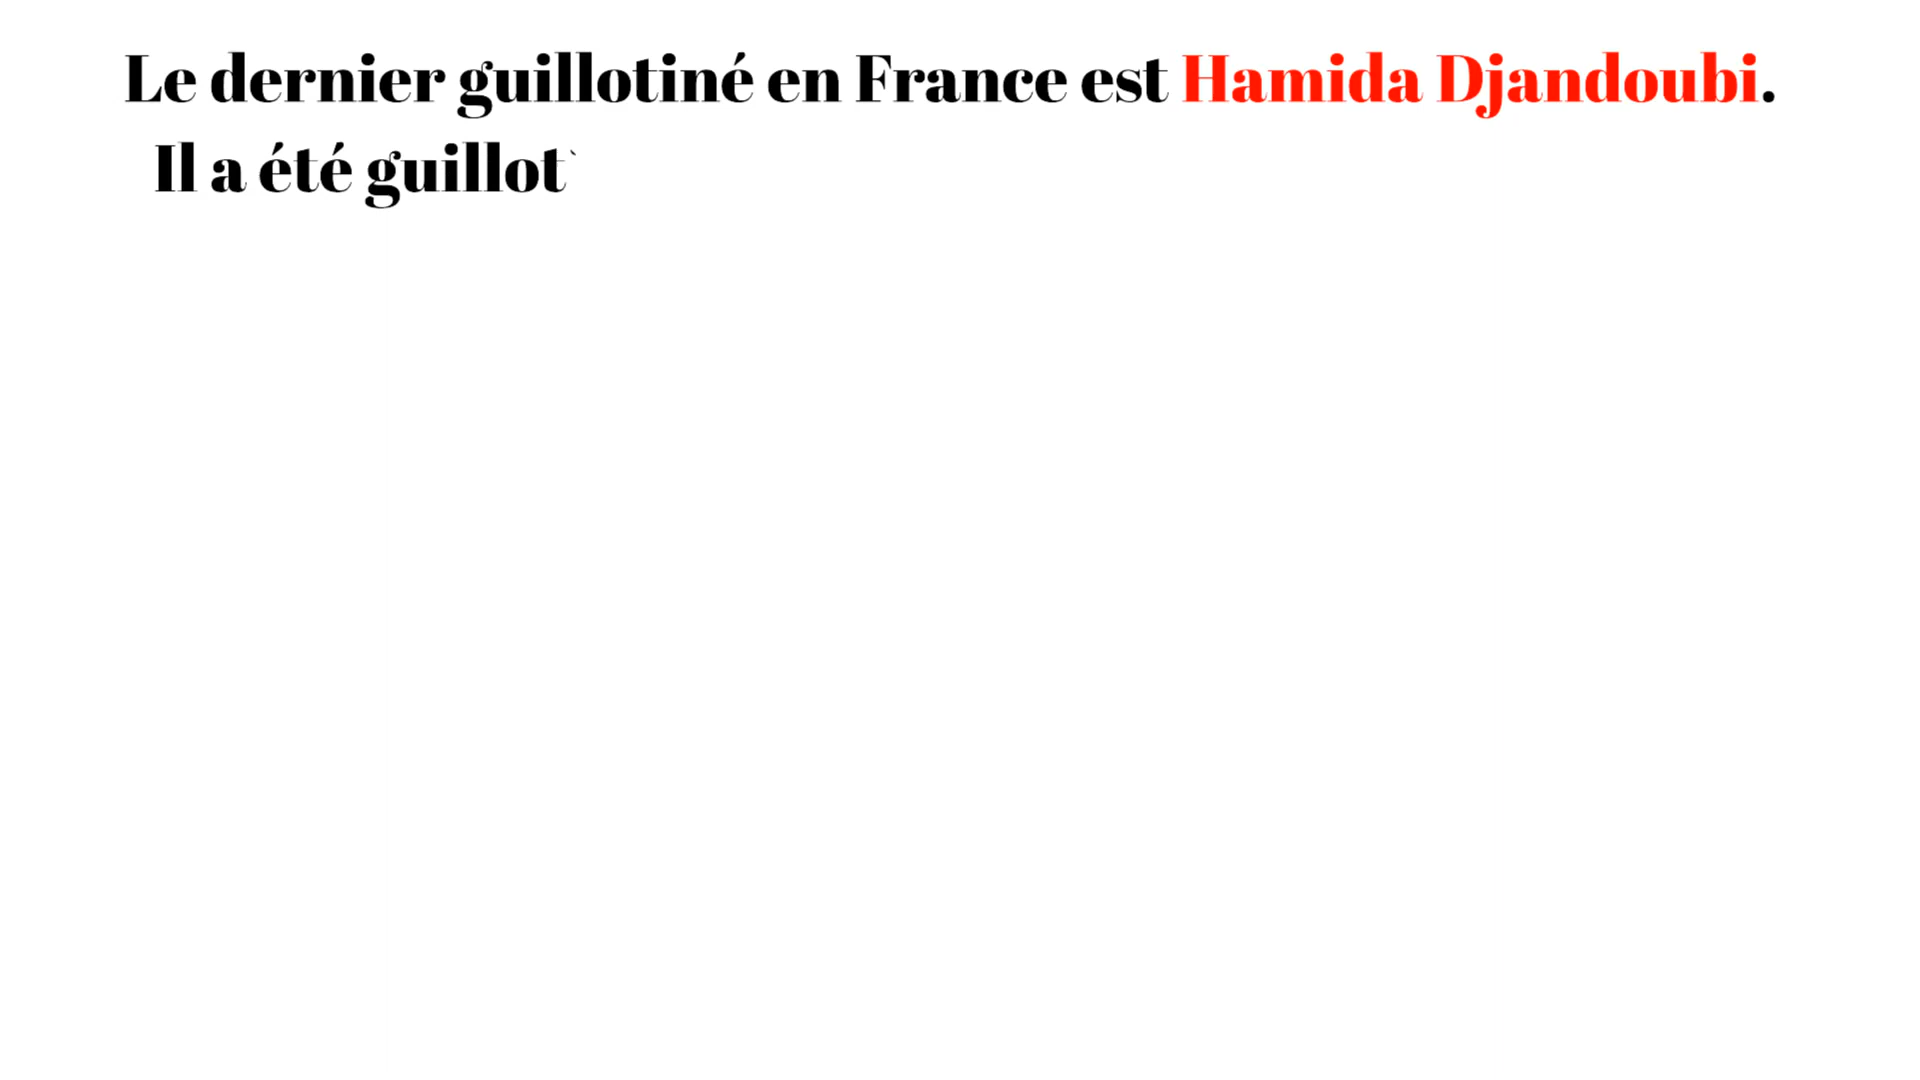 Le dernier guillotiné en France est Hamida Djandoubi.
Il a été guillot